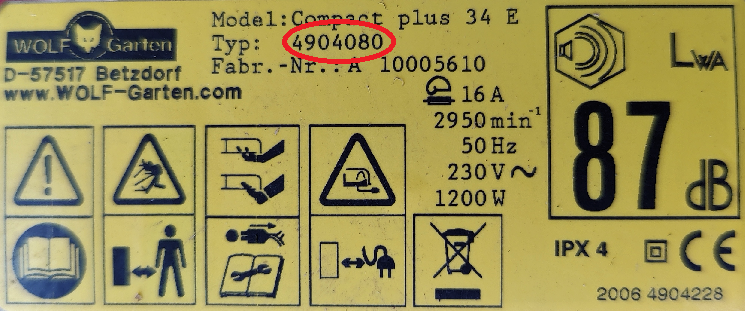 WOLF Garten
D-57517 Betzdorf
www.WOLF-Garten.com
Model:Compact plus 34 E
Typ: 4904080
Fabr.-Nr.: A 10005610
16 A
2950 min-1
50 Hz
230 V ~
1200 W
LWA
87 dB
IPX 4
CE
2006 4904228